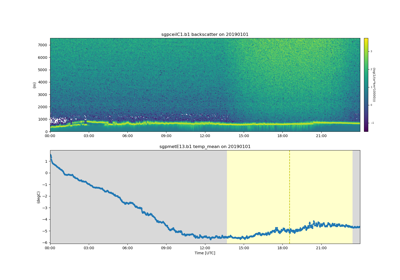 sgpceilC1.b1 backscatter on 20190101
7000
6000
5000
4000
3000
2000
1000
0
(m)
00:00 03:00 06:00 09:00 12:00 15:00 18:00 21:00
sgpmetE13.b1 temp_mean on 20190101
1
0
-1
-2
-3
-4
-5
-6
(degC)
00:00 03:00 06:00 09:00 12:00 15:00 18:00 21:00
Time [UTC]